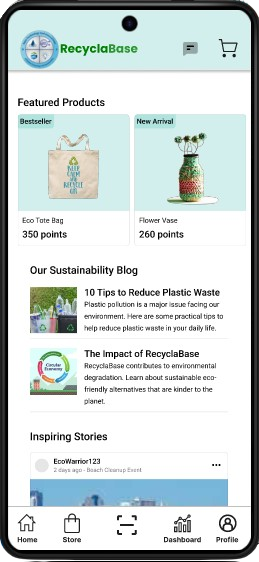 RecyclaBase
Featured Products
Bestseller
New Arrival
KEEP
CALM
AND
RECYCLE
ON
Eco Tote Bag
350 points
Flower Vase
260 points
Our Sustainability Blog
10 Tips to Reduce Plastic Waste
Plastic pollution is a major issue facing our
environment. Here are some practical tips to
help reduce plastic waste in your daily life.
Circular
Economy
The Impact of RecyclaBase
RecyclaBase contributes to environmental
degradation. Learn about sustainable eco-
friendly alternatives that are kinder to the
planet.
Inspiring Stories
EcoWarrior123
2 days ago - Beach Cleanup Event
Home
Store
Dashboard
Profile